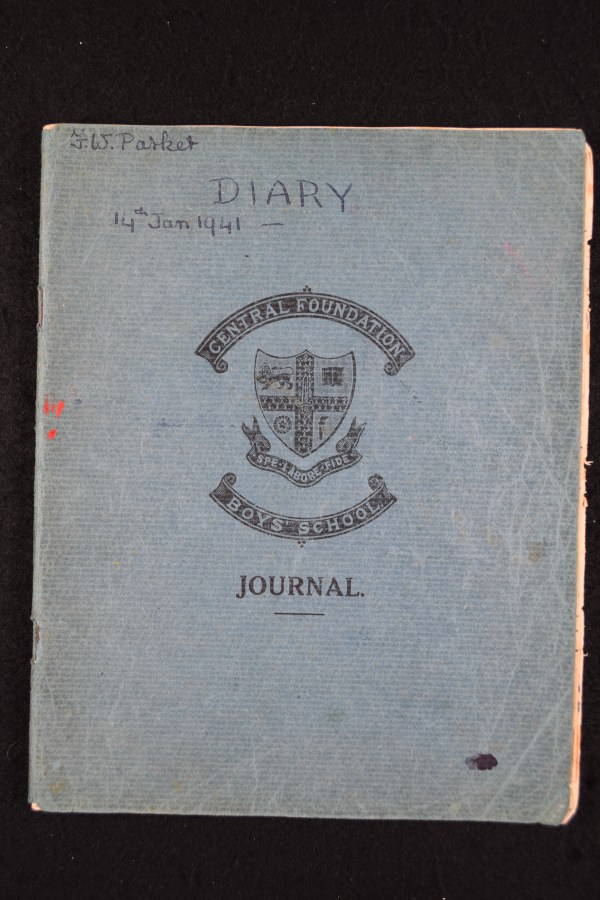 F.W. Parker
DIARY
14th Jan 1941 —
CENTRAL FOUNDATION
SPE·LABORE·FIDE
BOYS' SCHOOL
JOURNAL.